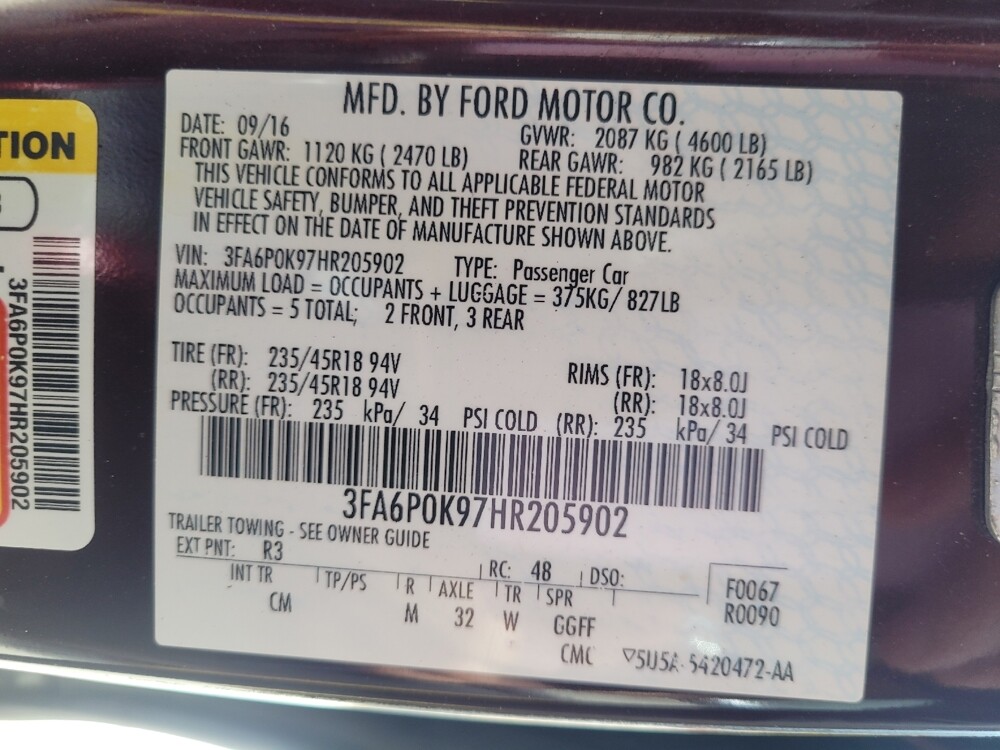 MFD. BY FORD MOTOR CO.
DATE: 09/16 GVWR: 2087 KG ( 4600 LB)
FRONT GAWR: 1120 KG ( 2470 LB) REAR GAWR: 982 KG ( 2165 LB)
THIS VEHICLE CONFORMS TO ALL APPLICABLE FEDERAL MOTOR
VEHICLE SAFETY, BUMPER, AND THEFT PREVENTION STANDARDS
IN EFFECT ON THE DATE OF MANUFACTURE SHOWN ABOVE.
VIN: 3FA6P0K97HR205902 TYPE: Passenger Car
MAXIMUM LOAD = OCCUPANTS + LUGGAGE = 375KG/ 827LB
OCCUPANTS = 5 TOTAL; 2 FRONT, 3 REAR
TIRE (FR): 235/45R18 94V RIMS (FR): 18x8.0J
(RR): 235/45R18 94V (RR): 18x8.0J
PRESSURE (FR): 235 kPa/ 34 PSI COLD (RR): 235 kPa/ 34 PSI COLD
3FA6P0K97HR205902
TRAILER TOWING - SEE OWNER GUIDE
EXT PNT: R3 RC: 48 DSO: F0067
INT TR TP/PS R AXLE TR SPR R0090
CM M 32 W GGFF
CMC ▽5U5A-5420472-AA
TION
3FA6P0K97HR205902